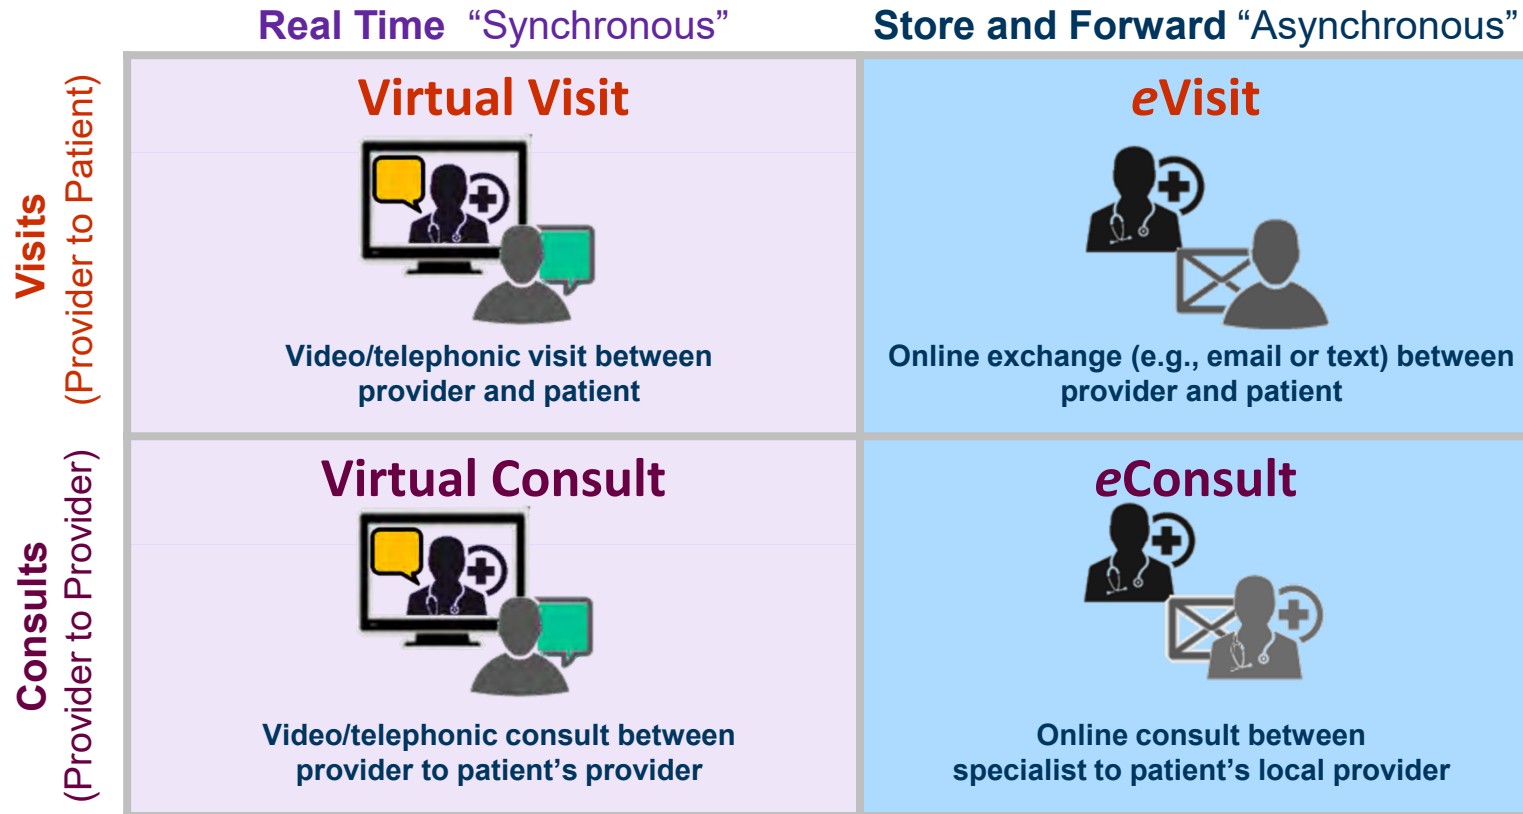 Real Time “Synchronous”
Store and Forward “Asynchronous”
Visits
(Provider to Patient)
Virtual Visit
Video/telephonic visit between
provider and patient
eVisit
Online exchange (e.g., email or text) between
provider and patient
Consults
(Provider to Provider)
Virtual Consult
Video/telephonic consult between
provider to patient’s provider
eConsult
Online consult between
specialist to patient’s local provider